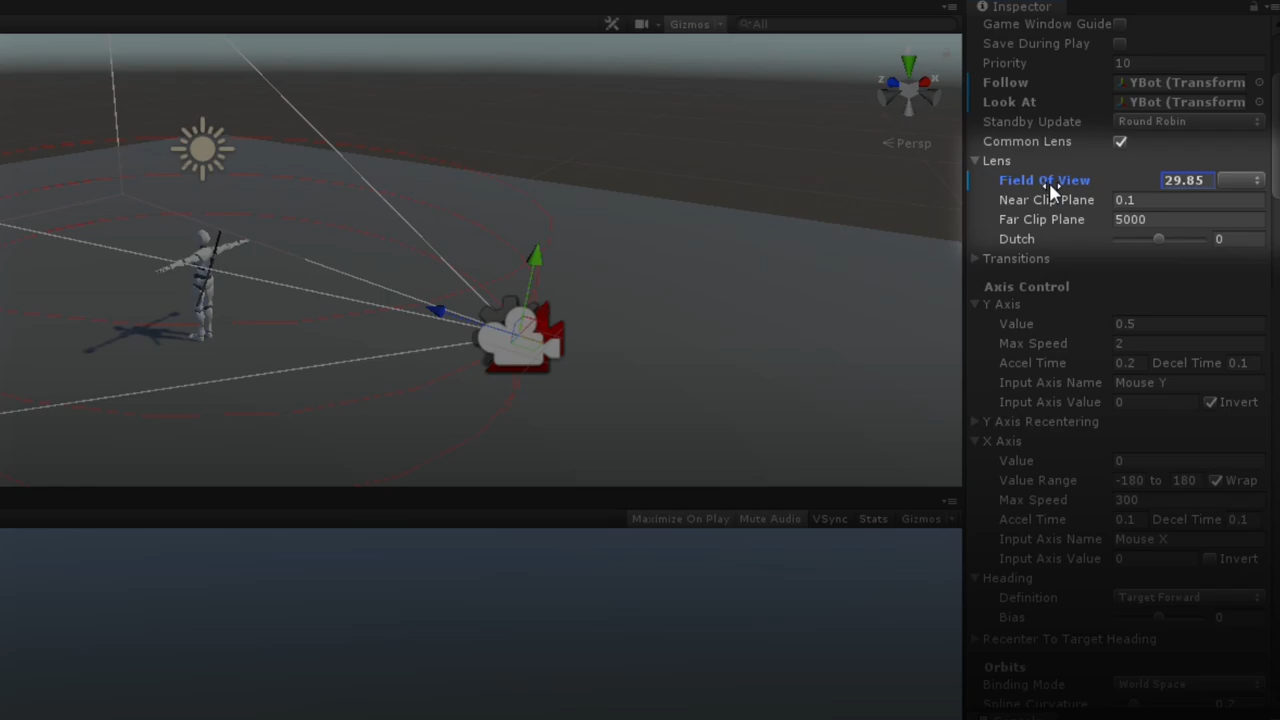 Gizmos All
z x
Persp
Maximize On Play Mute Audio VSync Stats Gizmos
Inspector
Game Window Guide
Save During Play
Priority 10
Follow YBot (Transform
Look At YBot (Transform
Standby Update Round Robin
Common Lens
Lens
Field Of View 29.85
Near Clip Plane 0.1
Far Clip Plane 5000
Dutch 0
Transitions
Axis Control
Y Axis
Value 0.5
Max Speed 2
Accel Time 0.2 Decel Time 0.1
Input Axis Name Mouse Y
Input Axis Value 0 Invert
Y Axis Recentering
X Axis
Value 0
Value Range -180 to 180 Wrap
Max Speed 300
Accel Time 0.1 Decel Time 0.1
Input Axis Name Mouse X
Input Axis Value 0 Invert
Heading
Definition Target Forward
Bias 0
Recenter To Target Heading
Orbits
Binding Mode World Space
Spline Curvature 0.2